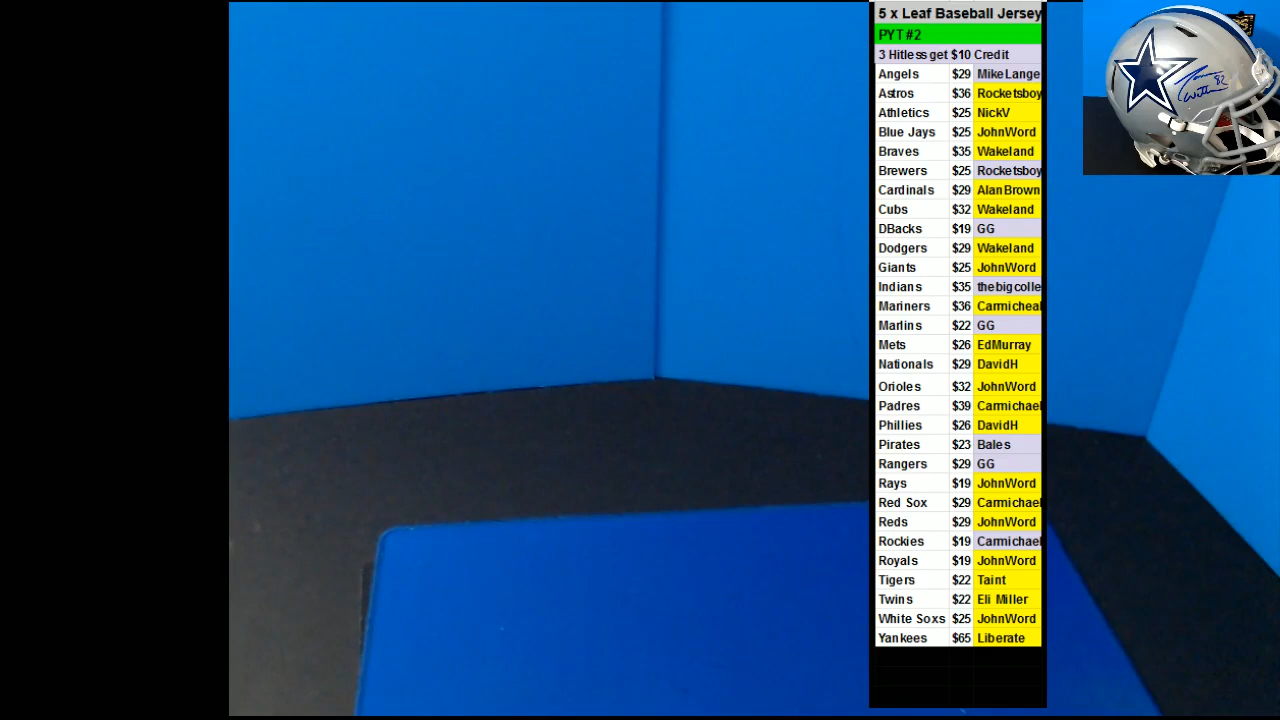 5 x Leaf Baseball Jersey
PYT #2
3 Hitless get $10 Credit
Angels $29 MikeLange
Astros $36 Rocketsboy
Athletics $25 NickV
Blue Jays $25 JohnWord
Braves $35 Wakeland
Brewers $25 Rocketsboy
Cardinals $29 AlanBrown
Cubs $32 Wakeland
DBacks $19 GG
Dodgers $29 Wakeland
Giants $25 JohnWord
Indians $35 thebigcolle
Mariners $36 Carmicheal
Marlins $22 GG
Mets $26 EdMurray
Nationals $29 DavidH
Orioles $32 JohnWord
Padres $39 Carmichael
Phillies $26 DavidH
Pirates $23 Bales
Rangers $29 GG
Rays $19 JohnWord
Red Sox $29 Carmichael
Reds $29 JohnWord
Rockies $19 Carmichael
Royals $19 JohnWord
Tigers $22 Taint
Twins $22 Eli Miller
White Soxs $25 JohnWord
Yankees $65 Liberate
82